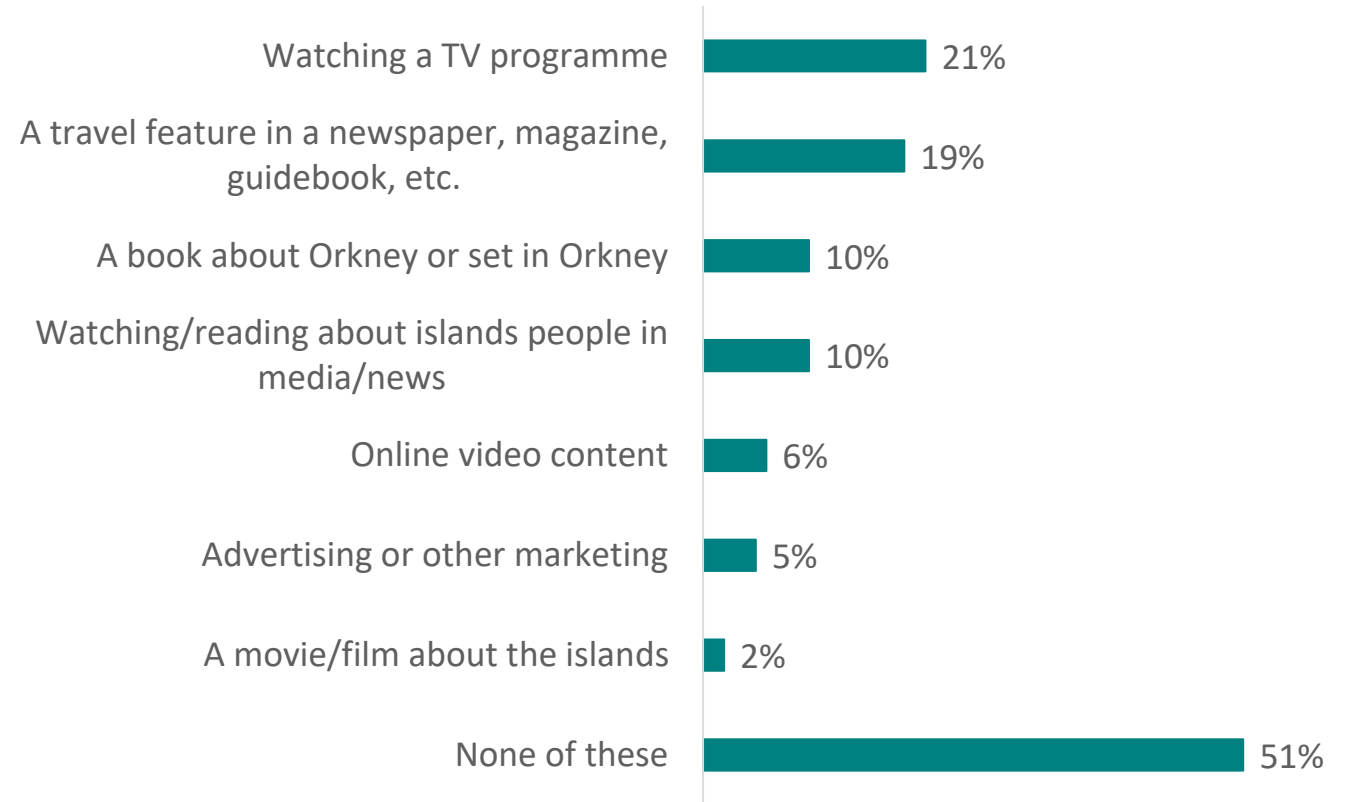 Watching a TV programme 21%
A travel feature in a newspaper, magazine,
guidebook, etc. 19%
A book about Orkney or set in Orkney 10%
Watching/reading about islands people in
media/news 10%
Online video content 6%
Advertising or other marketing 5%
A movie/film about the islands 2%
None of these 51%